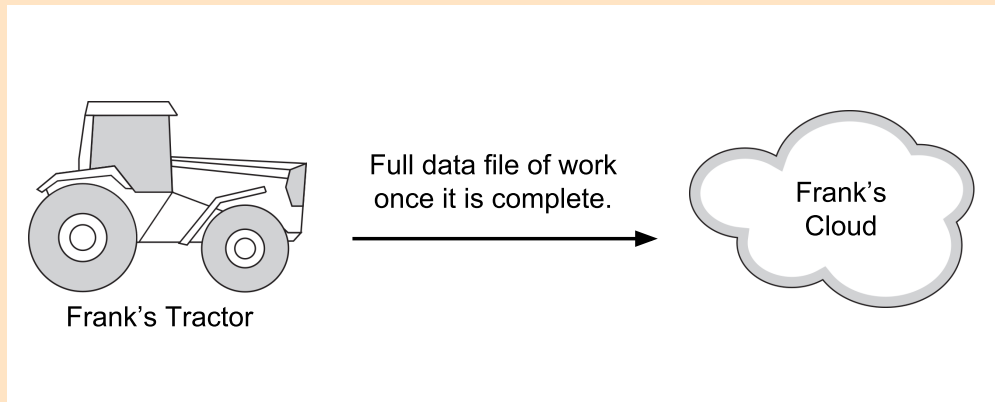 Full data file of work
once it is complete.
Frank’s
Cloud
Frank’s Tractor